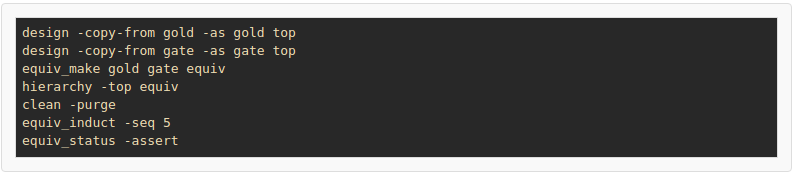 design -copy-from gold -as gold top
design -copy-from gate -as gate top
equiv_make gold gate equiv
hierarchy -top equiv
clean -purge
equiv_induct -seq 5
equiv_status -assert